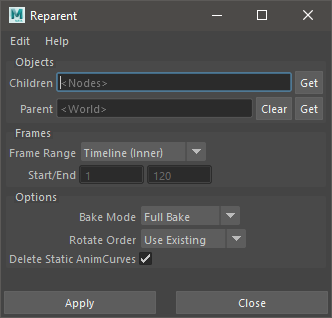 Reparent
Edit Help
Objects
Children <Nodes> Get
Parent <World> Clear Get
Frames
Frame Range Timeline (Inner)
Start/End 1 120
Options
Bake Mode Full Bake
Rotate Order Use Existing
Delete Static AnimCurves
Apply Close